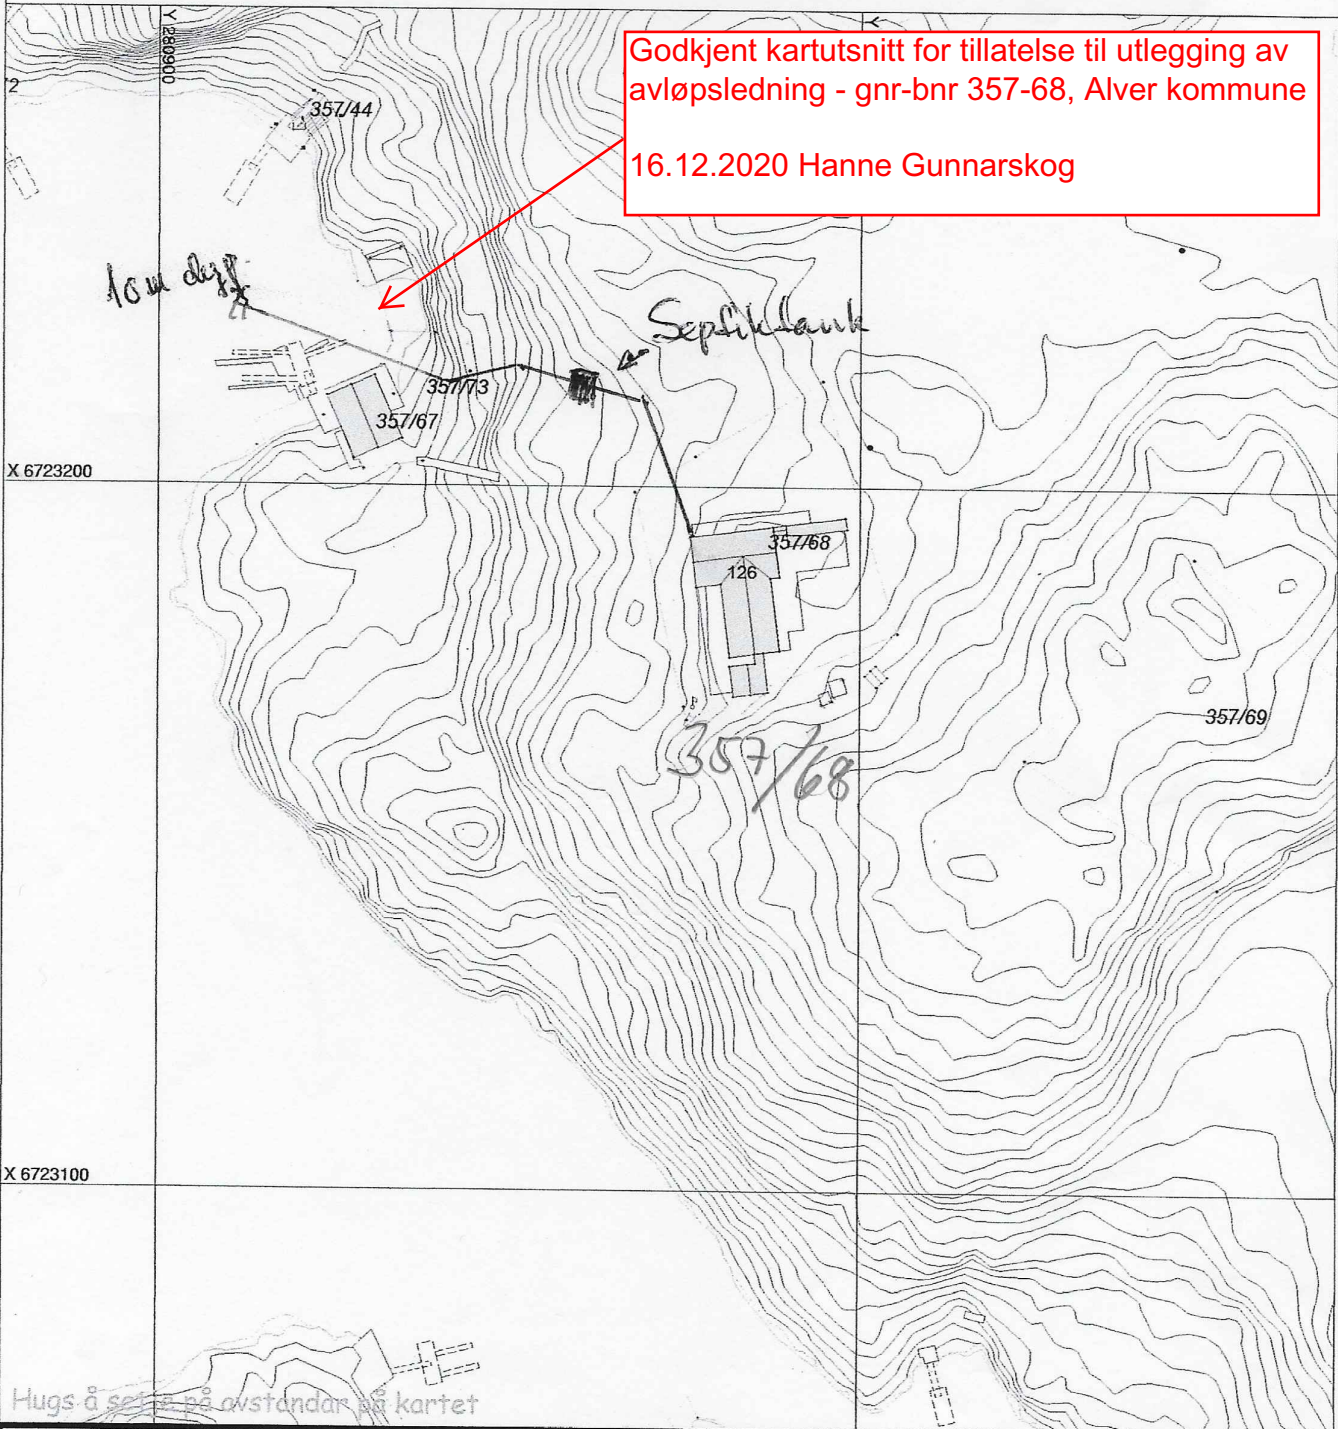 Y 280900
Y
Godkjent kartutsnitt for tillatelse til utlegging av
avløpsledning - gnr-bnr 357-68, Alver kommune
16.12.2020 Hanne Gunnarskog
357/44
10 m
Septiktank
357/73
357/67
X 6723200
357/68
126
357/69
357/68
X 6723100
Hugs å setje på avstandar på kartet